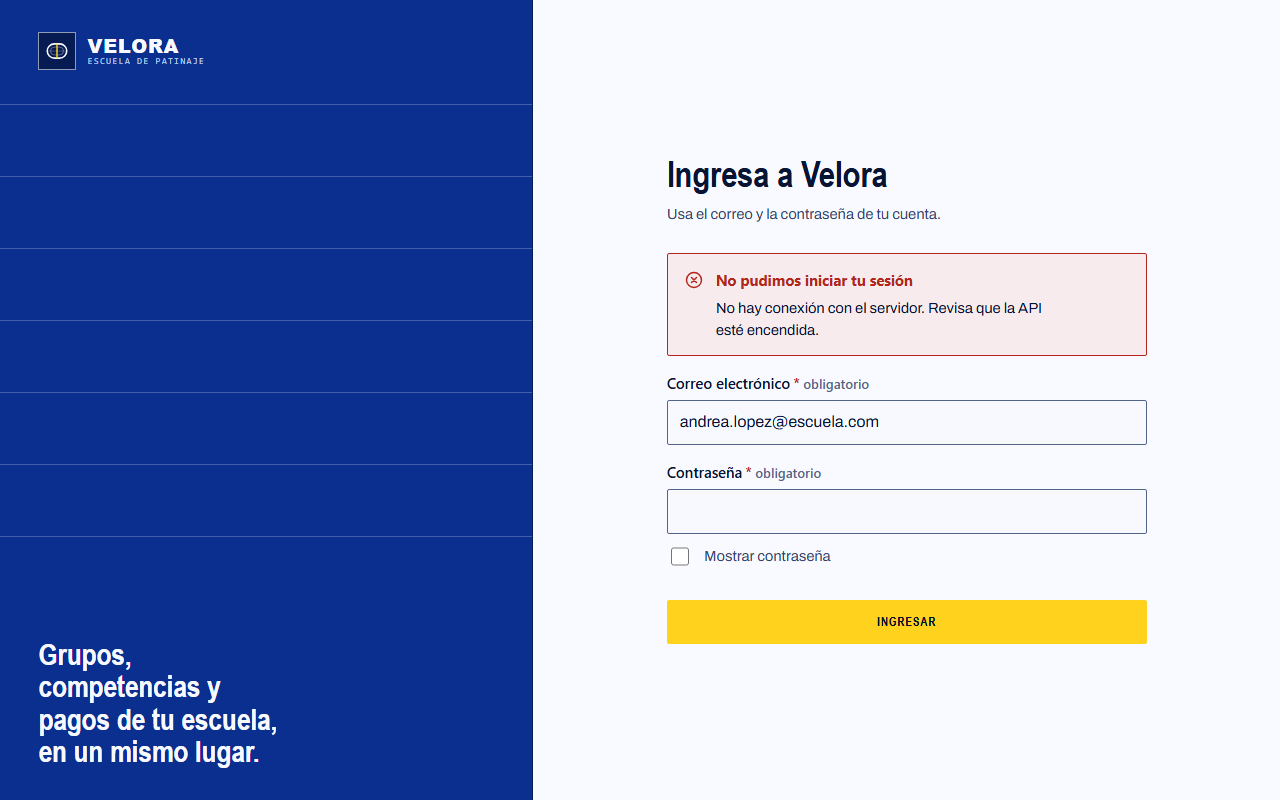 VELORA
ESCUELA DE PATINAJE
Grupos,
competencias y
pagos de tu escuela,
en un mismo lugar.
Ingresa a Velora
Usa el correo y la contraseña de tu cuenta.
No pudimos iniciar tu sesión
No hay conexión con el servidor. Revisa que la API
esté encendida.
Correo electrónico * obligatorio
andrea.lopez@escuela.com
Contraseña * obligatorio
Mostrar contraseña
INGRESAR